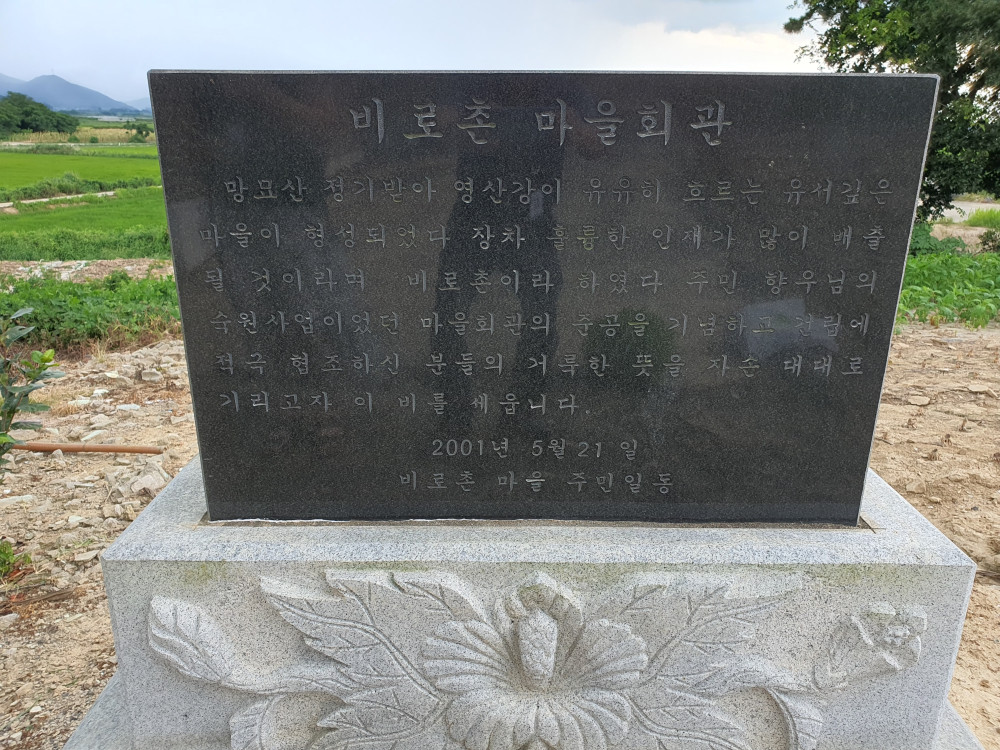 비로촌 마을회관
망묘산 정기받아 영산강이 유유히 흐르는 유서깊은
마을이 형성되었다 장차 훌륭한 인재가 많이 배출
될 것이라며 비로촌이라 하였다 주민 향우님의
숙원사업이었던 마을회관의 준공을 기념하고 건립에
적극 협조하신 분들의 거룩한 뜻을 자손 대대로
기리고자 이 비를 세웁니다.
2001년 5월 21 일
비로촌 마을 주민일동